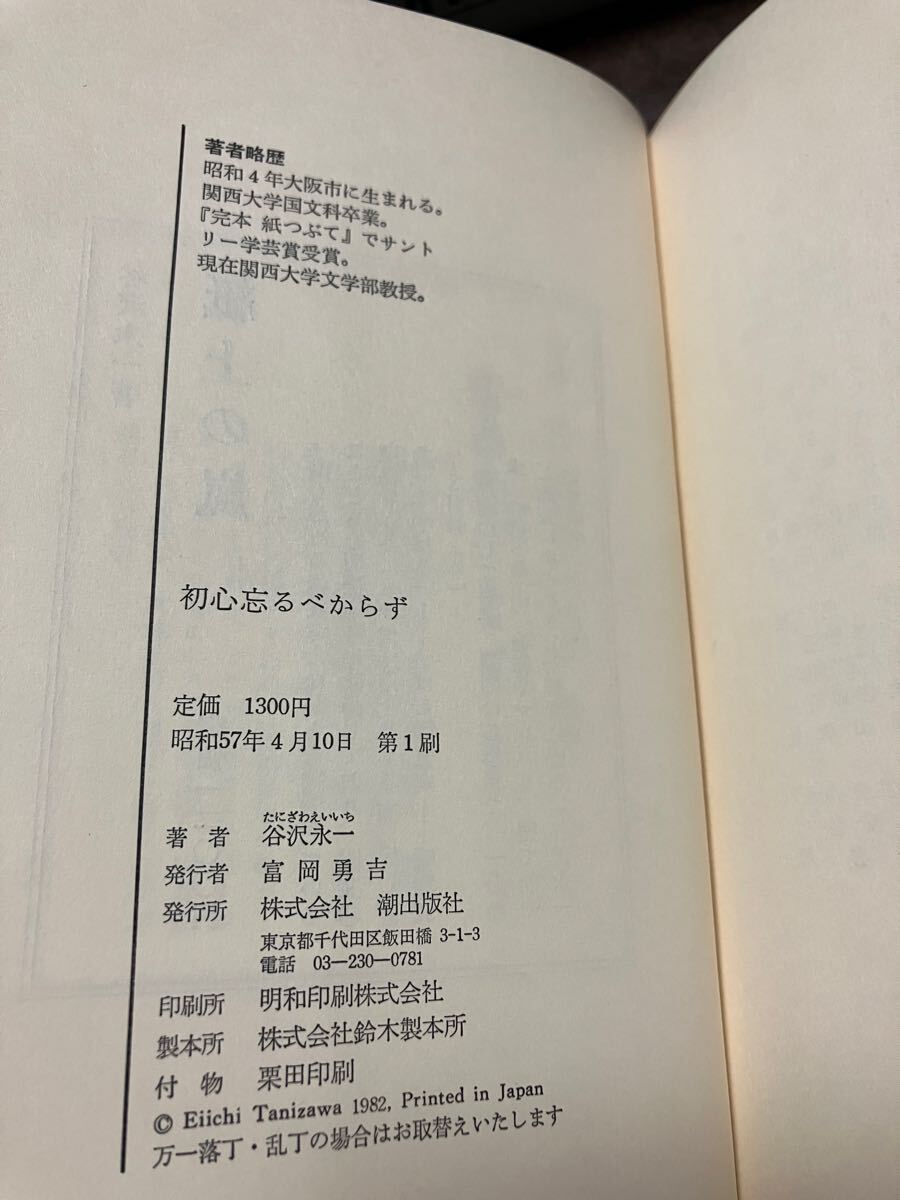 著者略歴
昭和4年大阪市に生まれる。
関西大学国文科卒業。
『完本 紙つぶて』でサント
リー学芸賞受賞。
現在関西大学文学部教授。
初心忘るべからず
定価 1300円
昭和57年4月10日 第1刷
たにざわえいいち
著者 谷沢永一
発行者 富岡勇吉
発行所 株式会社 潮出版社
東京都千代田区飯田橋 3-1-3
電話 03―230―0781
印刷所 明和印刷株式会社
製本所 株式会社鈴木製本所
付物 栗田印刷
© Eiichi Tanizawa 1982, Printed in Japan
万一落丁・乱丁の場合はお取替えいたします